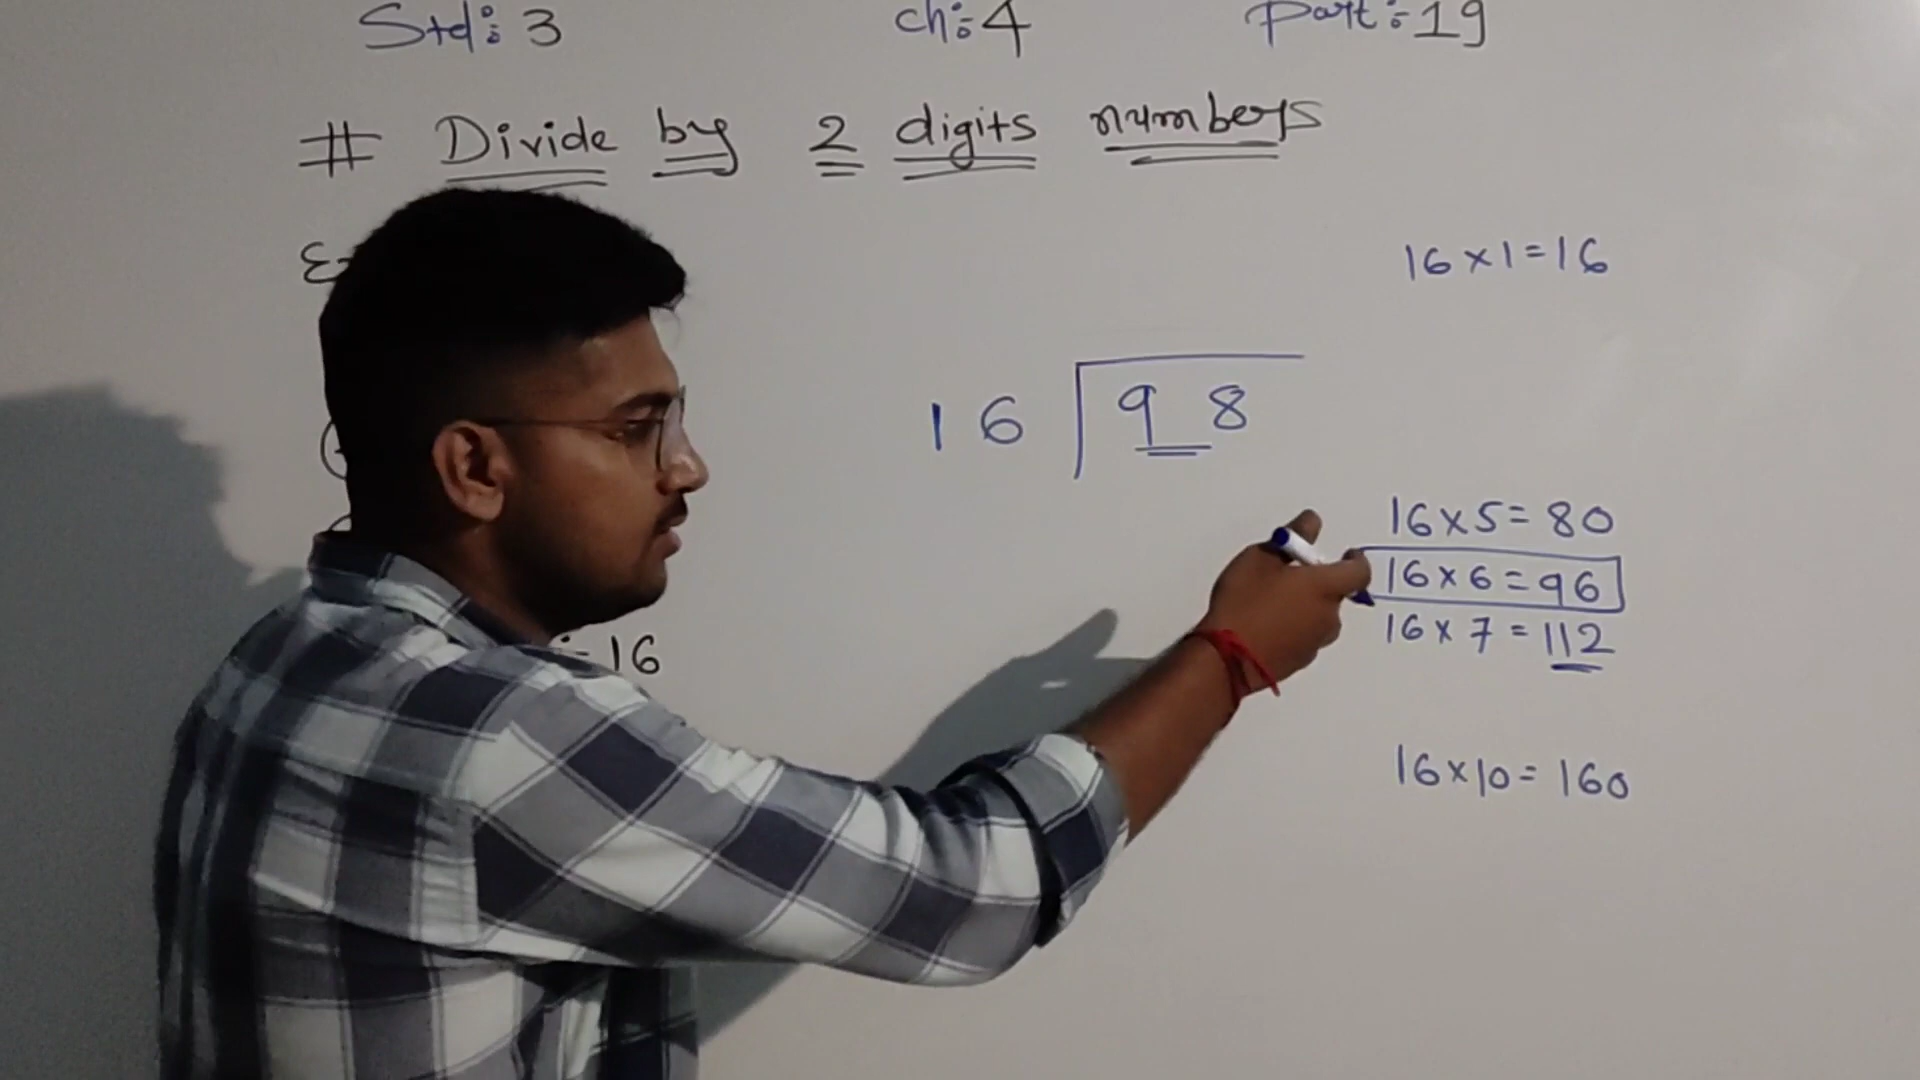 Std:- 3 ch:- 4 Part:- 19
# Divide by 2 digits numbers
16 x 1 = 16
16 98
16 x 5 = 80
16 x 6 = 96
16 x 7 = 112
:- 16
16 x 10 = 160